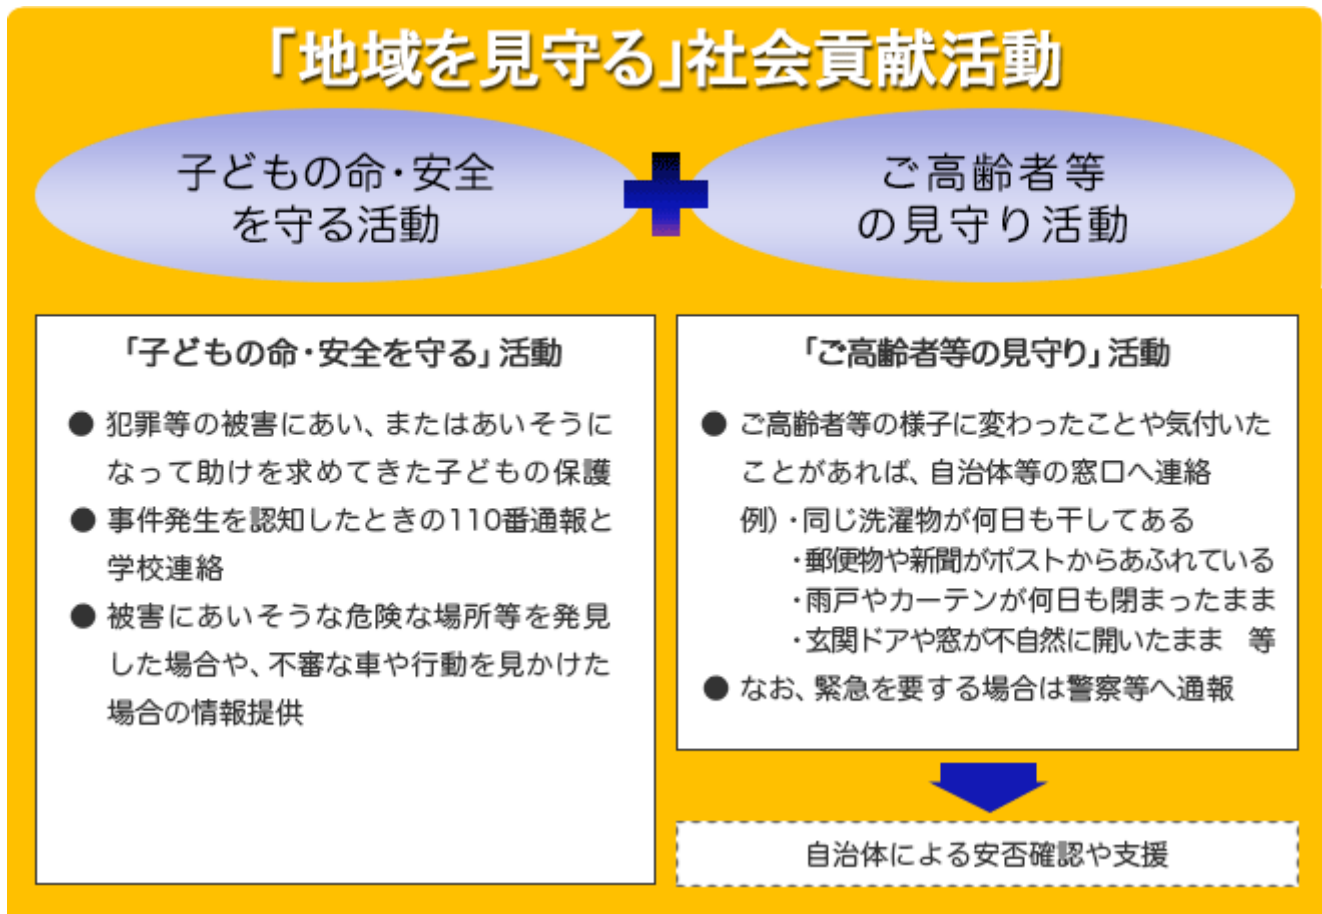 「地域を見守る」社会貢献活動
子どもの命・安全
を守る活動
ご高齢者等
の見守り活動
「子どもの命・安全を守る」活動
● 犯罪等の被害にあい、またはあいそうに
なって助けを求めてきた子どもの保護
● 事件発生を認知したときの110番通報と
学校連絡
● 被害にあいそうな危険な場所等を発見
した場合や、不審な車や行動を見かけた
場合の情報提供
「ご高齢者等の見守り」活動
● ご高齢者等の様子に変わったことや気付いた
ことがあれば、自治体等の窓口へ連絡
例）・同じ洗濯物が何日も干してある
・郵便物や新聞がポストからあふれている
・雨戸やカーテンが何日も閉まったまま
・玄関ドアや窓が不自然に開いたまま　等
● なお、緊急を要する場合は警察等へ通報
自治体による安否確認や支援